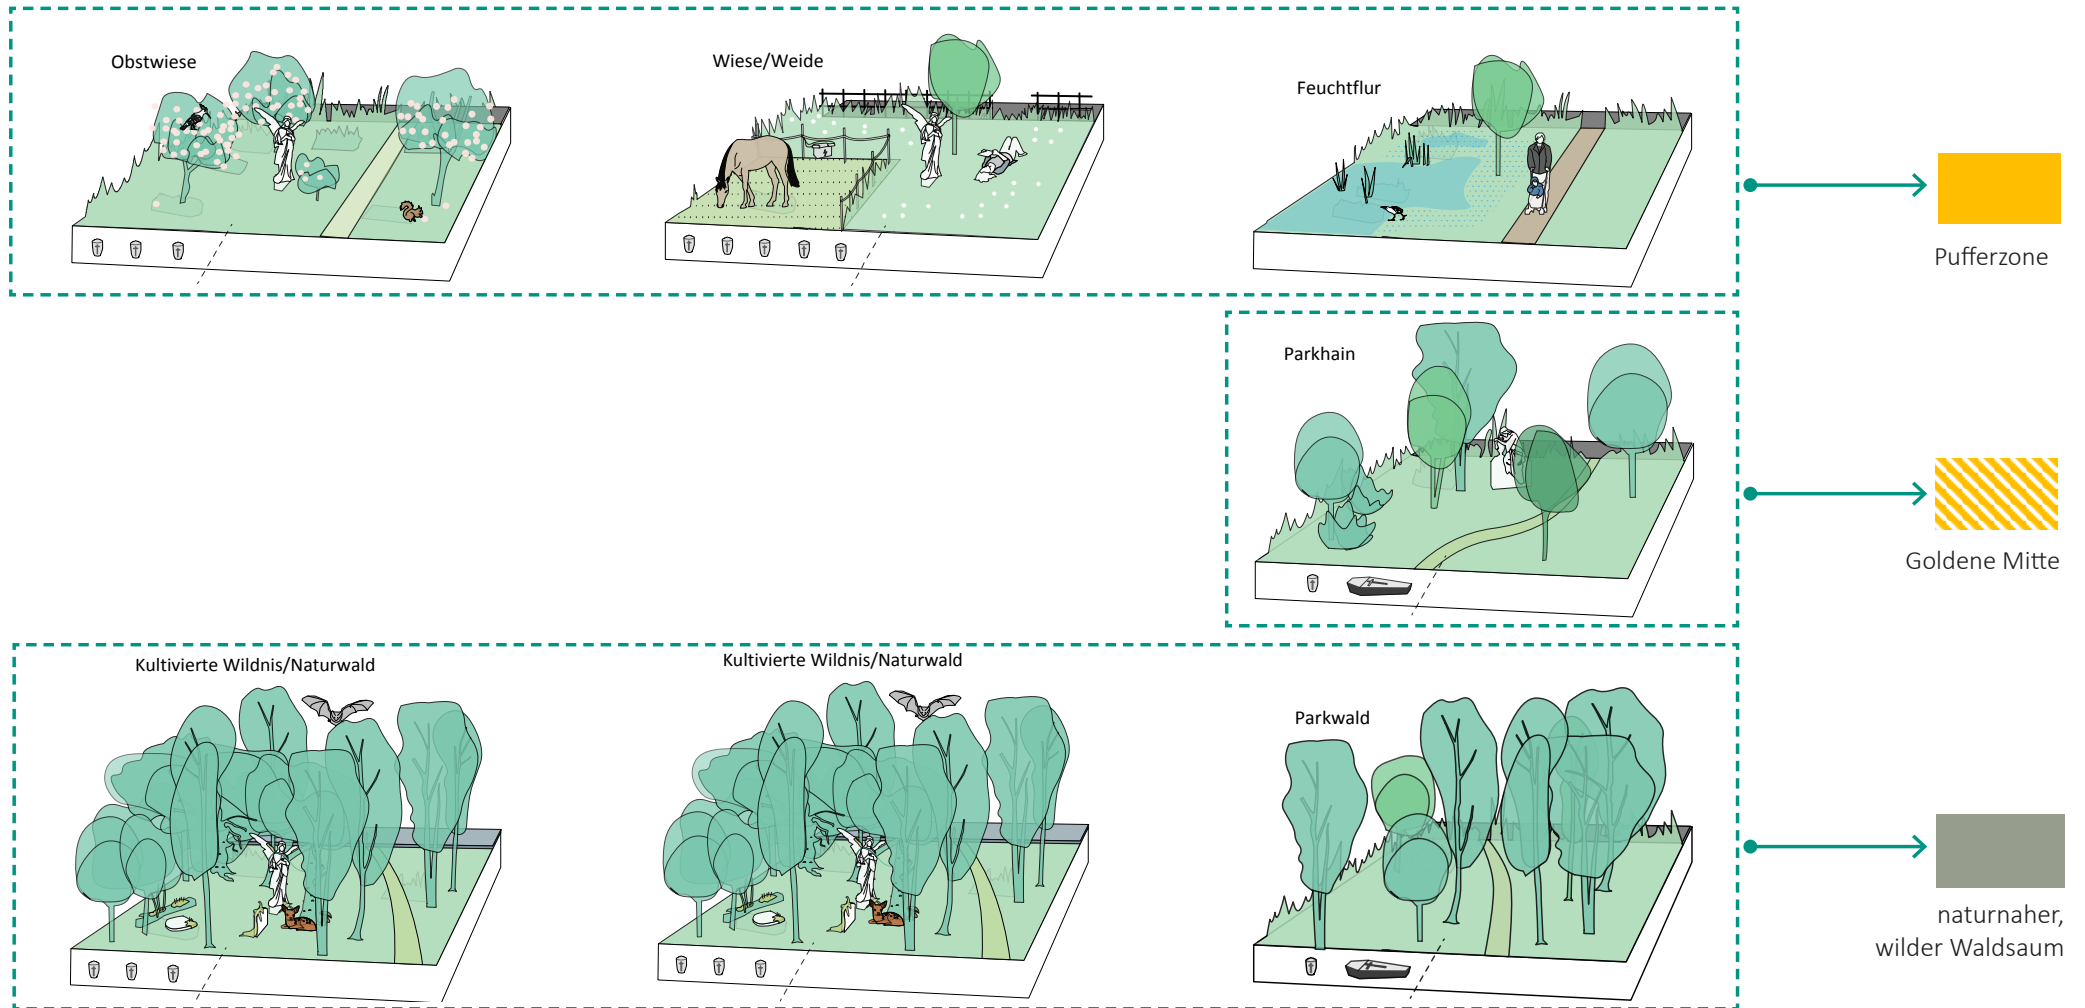 Obstwiese
Wiese/Weide
Feuchtflur
Pufferzone
Parkhain
Goldene Mitte
Kultivierte Wildnis/Naturwald
Kultivierte Wildnis/Naturwald
Parkwald
naturnaher,
wilder Waldsaum